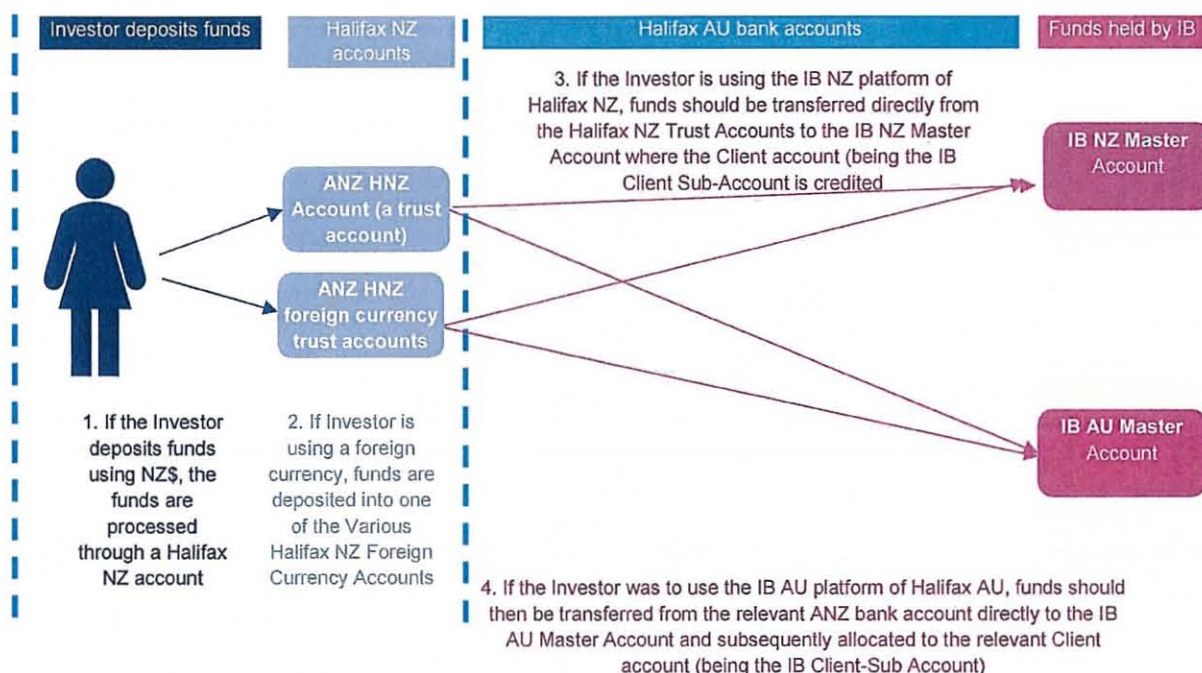 Investor deposits funds
Halifax NZ
accounts
Halifax AU bank accounts
Funds held by IB
3. If the Investor is using the IB NZ platform of
Halifax NZ, funds should be transferred directly from
the Halifax NZ Trust Accounts to the IB NZ Master
Account where the Client account (being the IB
Client Sub-Account is credited
ANZ HNZ
Account (a trust
account)
ANZ HNZ
foreign currency
trust accounts
IB NZ Master
Account
IB AU Master
Account
1. If the Investor
deposits funds
using NZ$, the
funds are
processed
through a Halifax
NZ account
2. If Investor is
using a foreign
currency, funds are
deposited into one
of the Various
Halifax NZ Foreign
Currency Accounts
4. If the Investor was to use the IB AU platform of Halifax AU, funds should
then be transferred from the relevant ANZ bank account directly to the IB
AU Master Account and subsequently allocated to the relevant Client
account (being the IB Client-Sub Account)